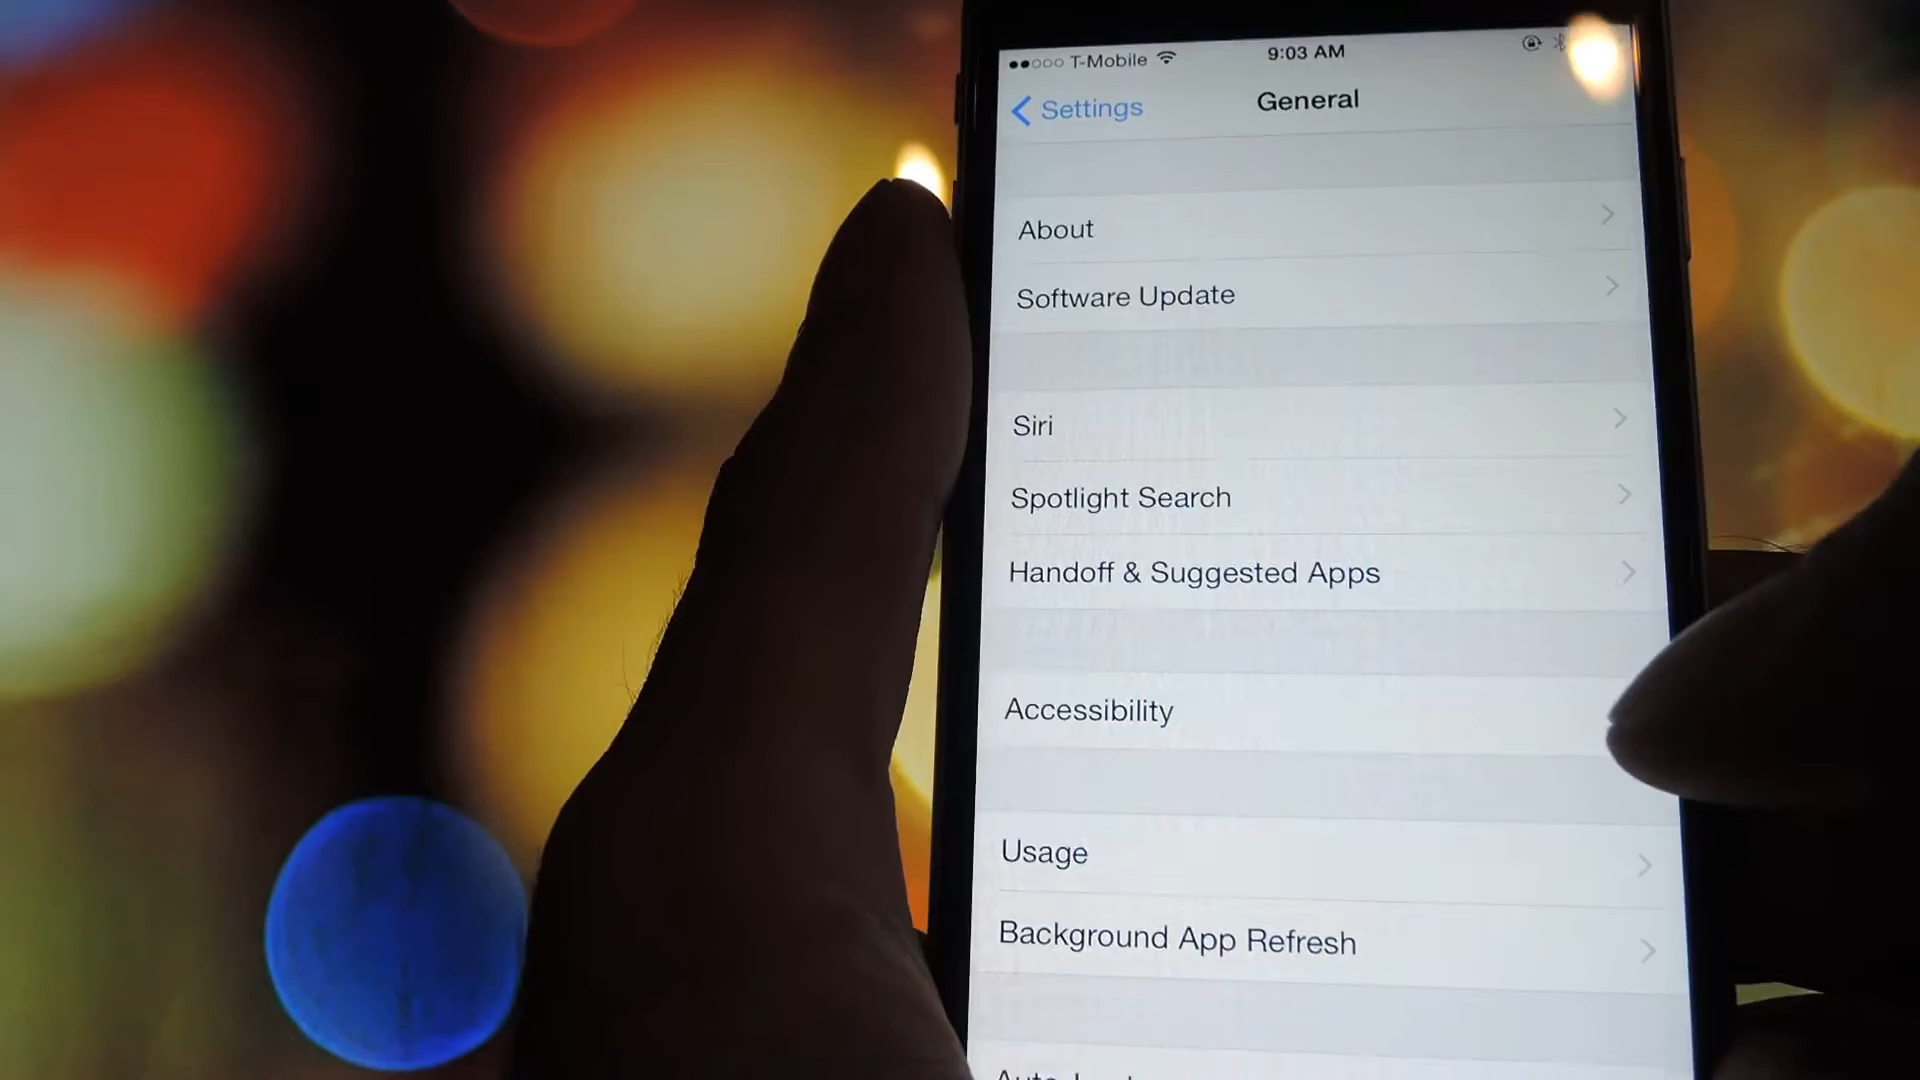 T-Mobile 9:03 AM
Settings General
About
Software Update
Siri
Spotlight Search
Handoff & Suggested Apps
Accessibility
Usage
Background App Refresh